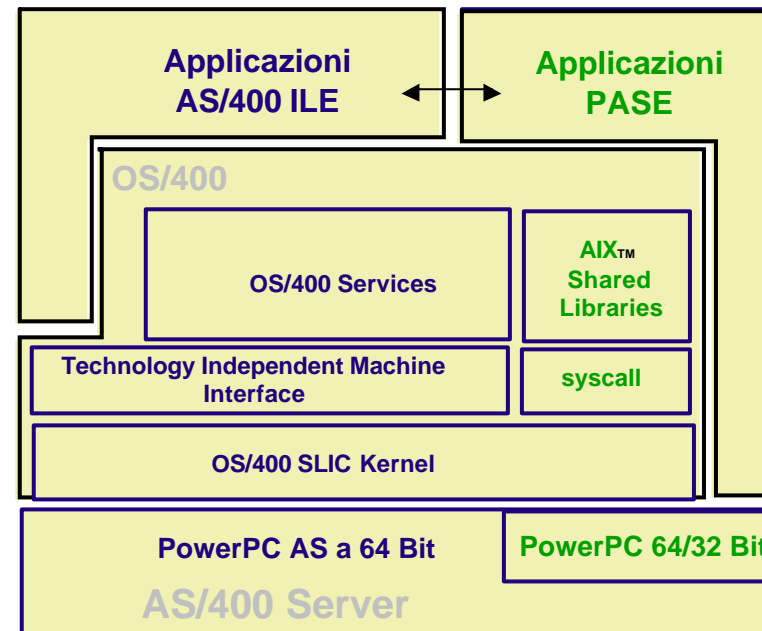 Applicazioni
AS/400 ILE
Applicazioni
PASE
OS/400
OS/400 Services
AIX™
Shared
Libraries
Technology Independent Machine
Interface
syscall
OS/400 SLIC Kernel
PowerPC AS a 64 Bit
PowerPC 64/32 Bit
AS/400 Server